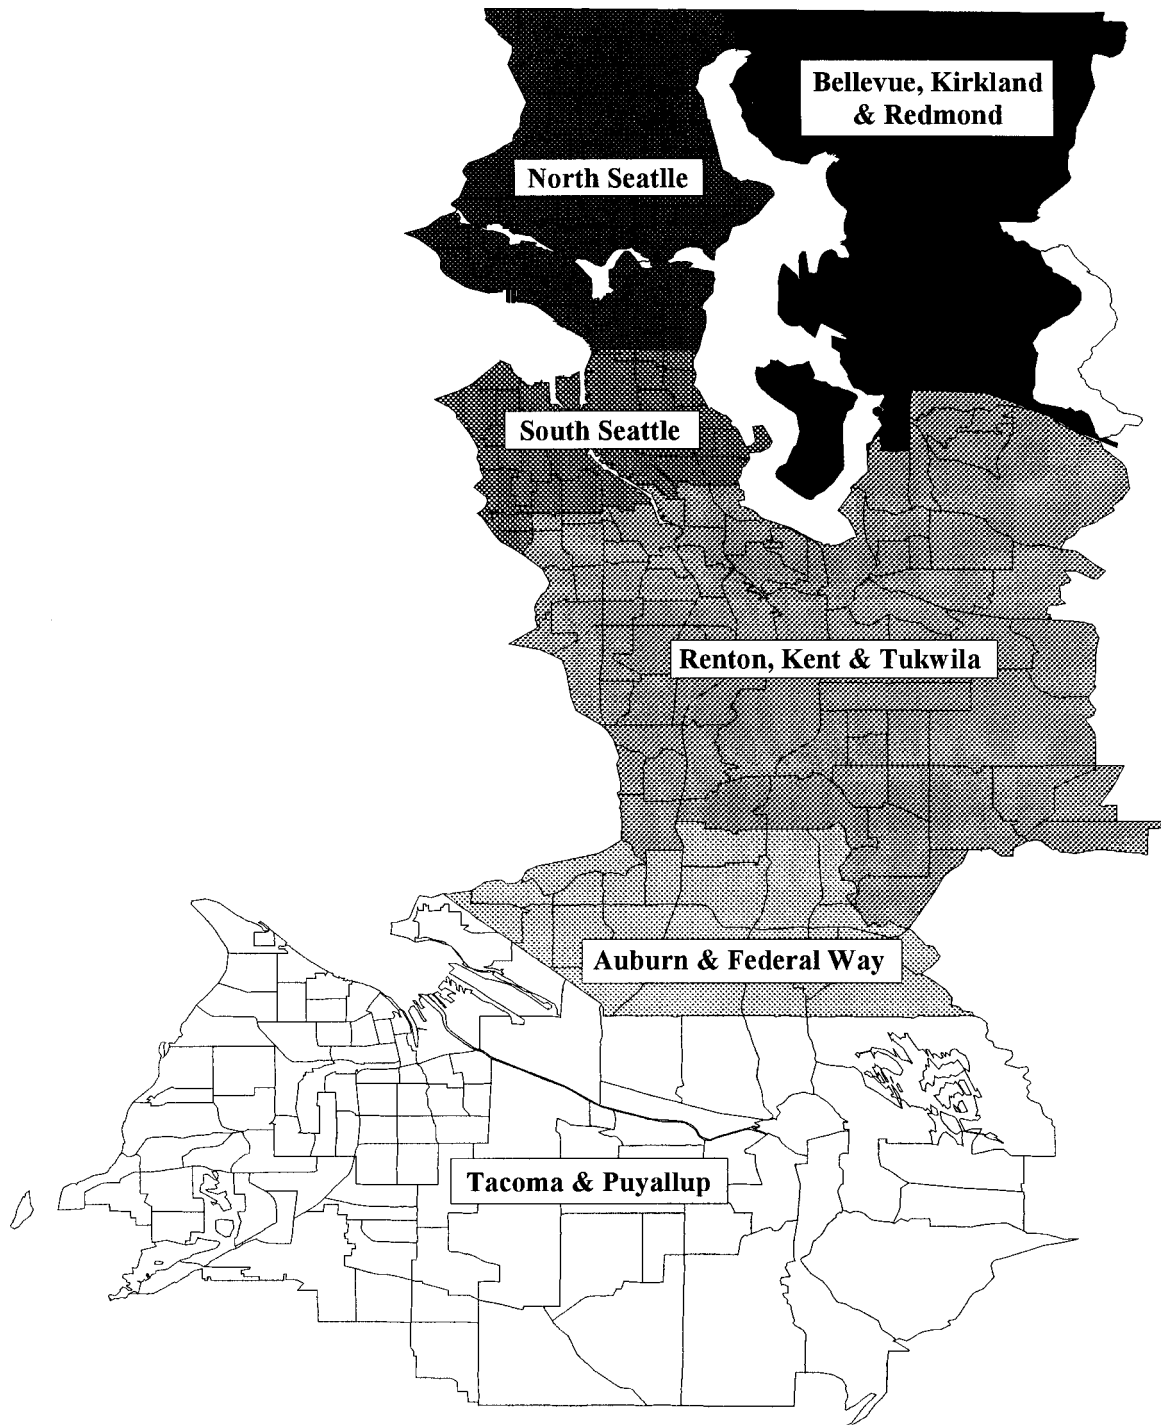 Bellevue, Kirkland
& Redmond
North Seatlle
South Seattle
Renton, Kent & Tukwila
Auburn & Federal Way
Tacoma & Puyallup